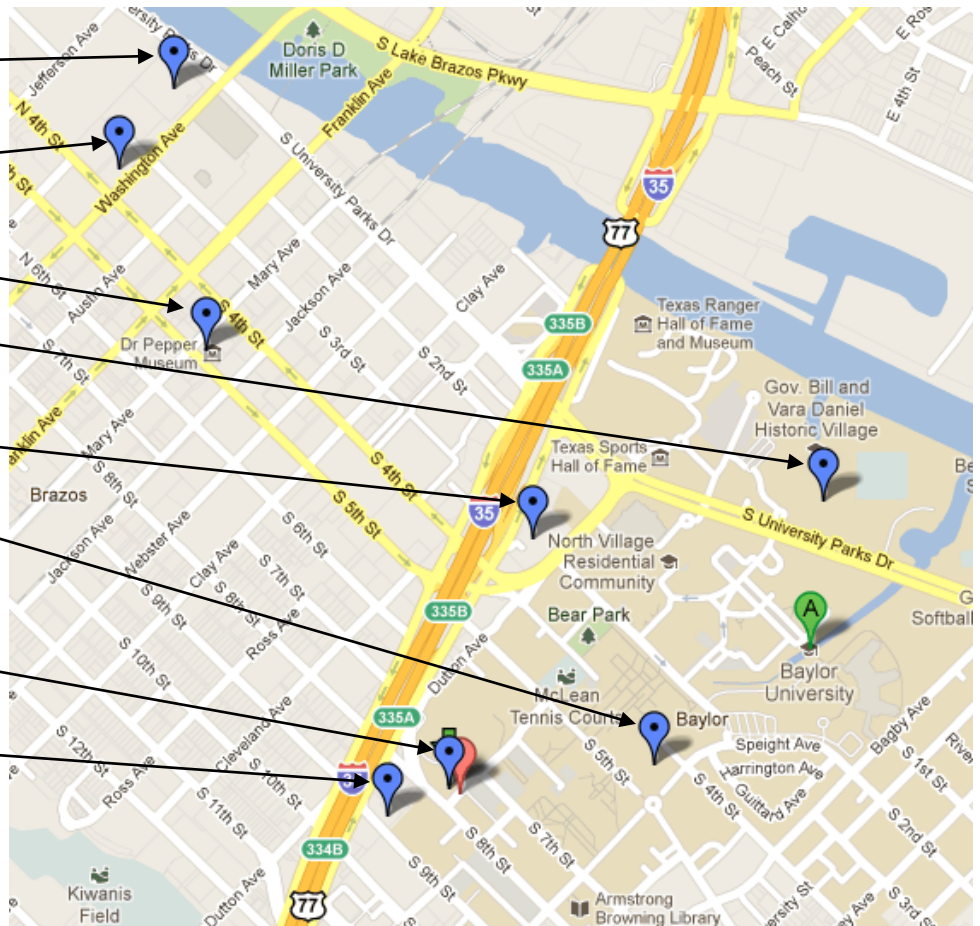 Jefferson Ave
Doris D
Miller Park
S Lake Brazos Pkwy
E 4th St
Peach St
N 4th St
Washington Ave
Franklin Ave
S University Parks Dr
35
77
N 6th St
Austin Ave
Mary Ave
Jackson Ave
Clay Ave
S 4th St
S 3rd St
S 2nd St
335B
Texas Ranger
Hall of Fame
and Museum
Dr Pepper
Museum
S 7th St
335A
Gov. Bill and
Vara Daniel
Historic Village
Mary Ave
S 8th St
S 4th St
Texas Sports
Hall of Fame
Brazos
S 5th St
35
S University Parks Dr
Jackson Ave
Webster Ave
Clay Ave
S 6th St
S 7th St
S 8th St
S 9th St
Ross Ave
North Village
Residential
Community
335B
Bear Park
A
Softball
Baylor
University
S 10th St
Dutton Ave
McLean
Tennis Courts
Baylor
335A
Cleveland Ave
S 12th St
Ross Ave
S 10th St
S 11th St
S 5th St
S 4th St
Speight Ave
Harrington Ave
Guittard Ave
Bagby Ave
S 1st St
S 2nd St
S 3rd St
334B
S 7th St
S 8th St
S 9th St
Kiwanis
Field
77
Dutton Ave
Armstrong
Browning Library